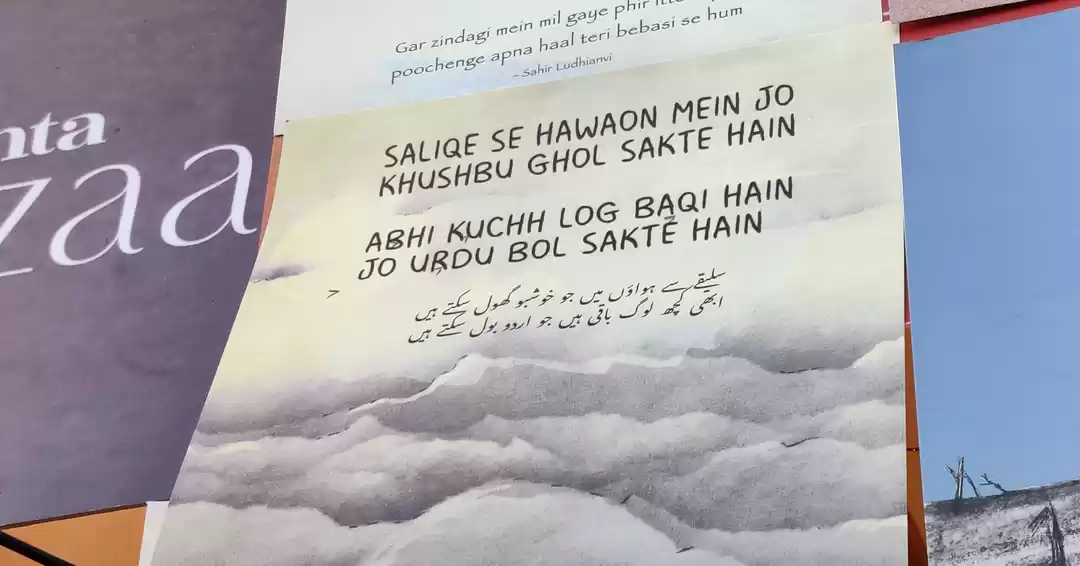 Gar zindagi mein mil gaye phir
poochenge apna haal teri bebasi se hum
– Sahir Ludhianvi
nta
zaa
SALIQE SE HAWAON MEIN JO
KHUSHBU GHOL SAKTE HAIN
ABHI KUCHH LOG BAQI HAIN
JO URDU BOL SAKTE HAIN
سلیقے سے ہواؤں میں جو خوشبو گھول سکتے ہیں
ابھی کچھ لوگ باقی ہیں جو اردو بول سکتے ہیں